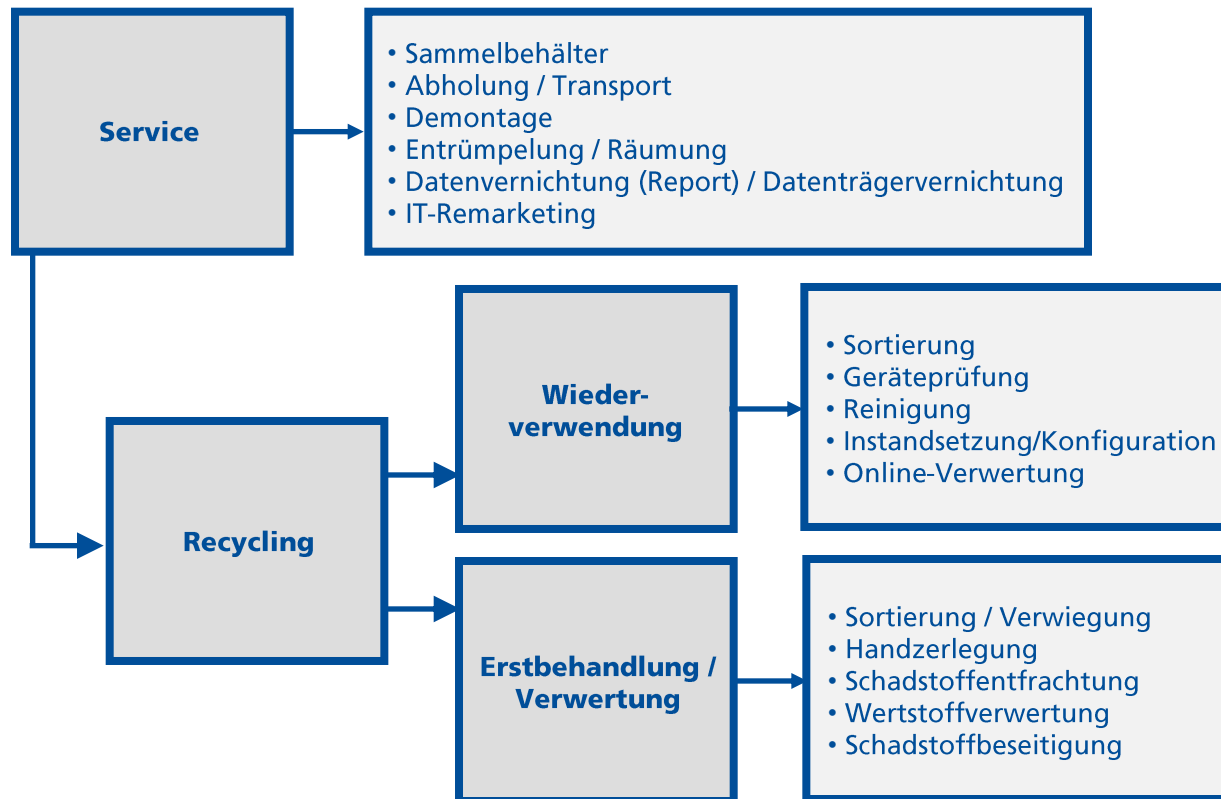 Service
• Sammelbehälter
• Abholung / Transport
• Demontage
• Entrümpelung / Räumung
• Datenvernichtung (Report) / Datenträgervernichtung
• IT-Remarketing
Recycling
Wieder-
verwendung
• Sortierung
• Geräteprüfung
• Reinigung
• Instandsetzung/Konfiguration
• Online-Verwertung
Erstbehandlung /
Verwertung
• Sortierung / Verwiegung
• Handzerlegung
• Schadstoffentfrachtung
• Wertstoffverwertung
• Schadstoffbeseitigung